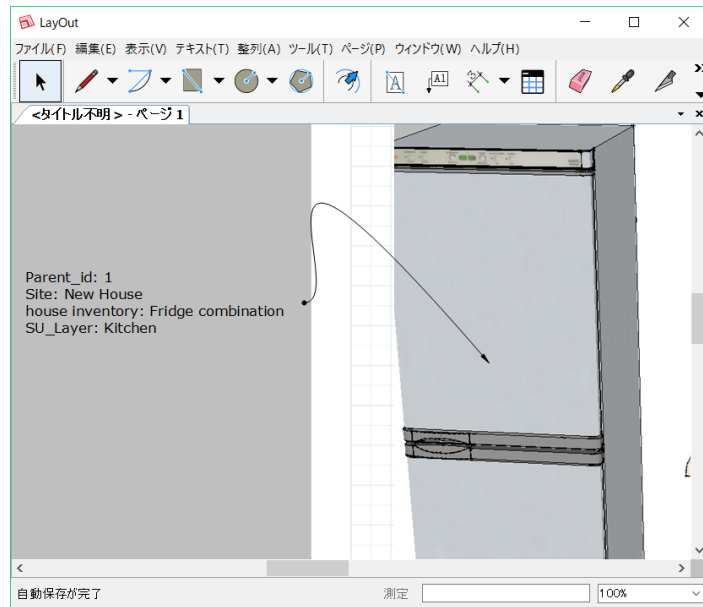 LayOut
ファイル(F) 編集(E) 表示(V) テキスト(T) 整列(A) ツール(T) ページ(P) ウィンドウ(W) ヘルプ(H)
A
A1
<タイトル不明> - ページ 1
Parent_id: 1
Site: New House
house inventory: Fridge combination
SU_Layer: Kitchen
自動保存が完了
測定
100%